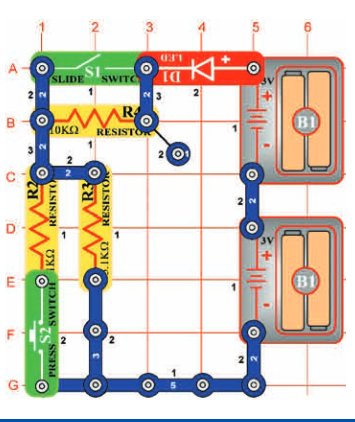 1 2 3 4 5 6
A
SLIDE S1 SWITCH
D1 LED
+
3V
2 2 1 2
B
10KΩ
R4
RESISTOR
1
+
-
B1
3 2 2 1
C
2
2
R2
RESISTOR
1KΩ
R3
RESISTOR
5.1KΩ
2 2
D
1 1
3V
E
+
-
B1
1
S2
PRESS SWITCH
F
2 2
3
2 2
G
1
5